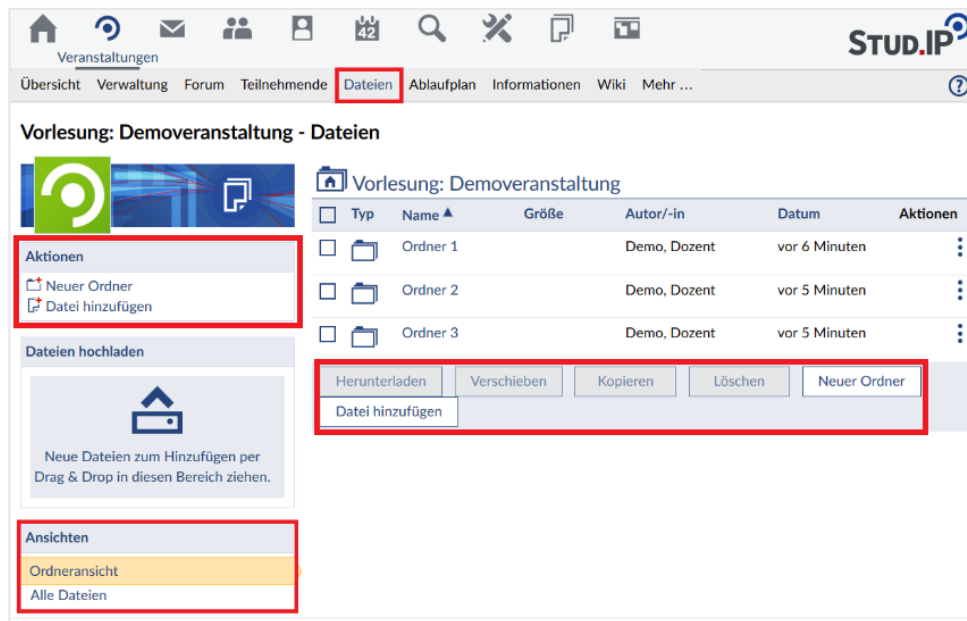 42
STUD.IP
Veranstaltungen
Übersicht Verwaltung Forum Teilnehmende Dateien Ablaufplan Informationen Wiki Mehr ...
?
Vorlesung: Demoveranstaltung - Dateien
Vorlesung: Demoveranstaltung
Typ Name Größe Autor/-in Datum Aktionen
Ordner 1 Demo, Dozent vor 6 Minuten
Ordner 2 Demo, Dozent vor 5 Minuten
Ordner 3 Demo, Dozent vor 5 Minuten
Herunterladen Verschieben Kopieren Löschen Neuer Ordner
Datei hinzufügen
Aktionen
Neuer Ordner
Datei hinzufügen
Dateien hochladen
Neue Dateien zum Hinzufügen per
Drag & Drop in diesen Bereich ziehen.
Ansichten
Ordneransicht
Alle Dateien